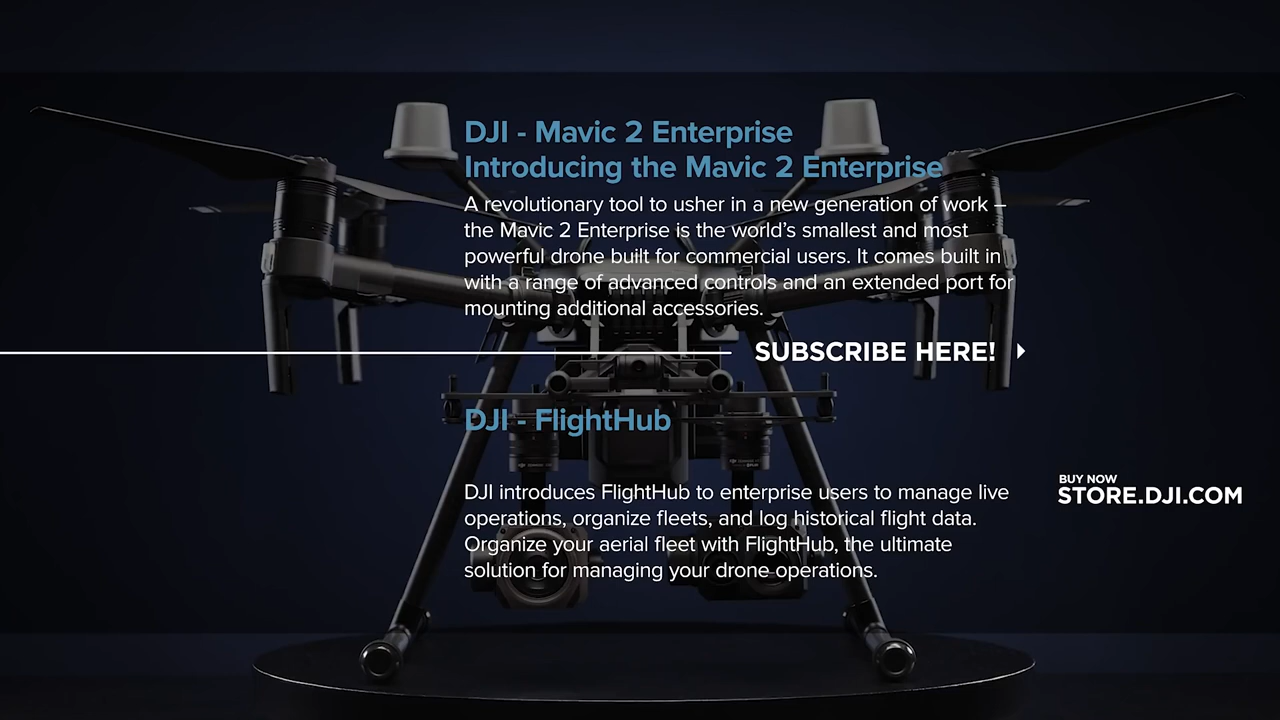 DJI - Mavic 2 Enterprise
Introducing the Mavic 2 Enterprise
A revolutionary tool to usher in a new generation of work –
the Mavic 2 Enterprise is the world’s smallest and most
powerful drone built for commercial users. It comes built in
with a range of advanced controls and an extended port for
mounting additional accessories.
SUBSCRIBE HERE!
DJI - FlightHub
DJI introduces FlightHub to enterprise users to manage live
operations, organize fleets, and log historical flight data.
Organize your aerial fleet with FlightHub, the ultimate
solution for managing your drone operations.
BUY NOW
STORE.DJI.COM